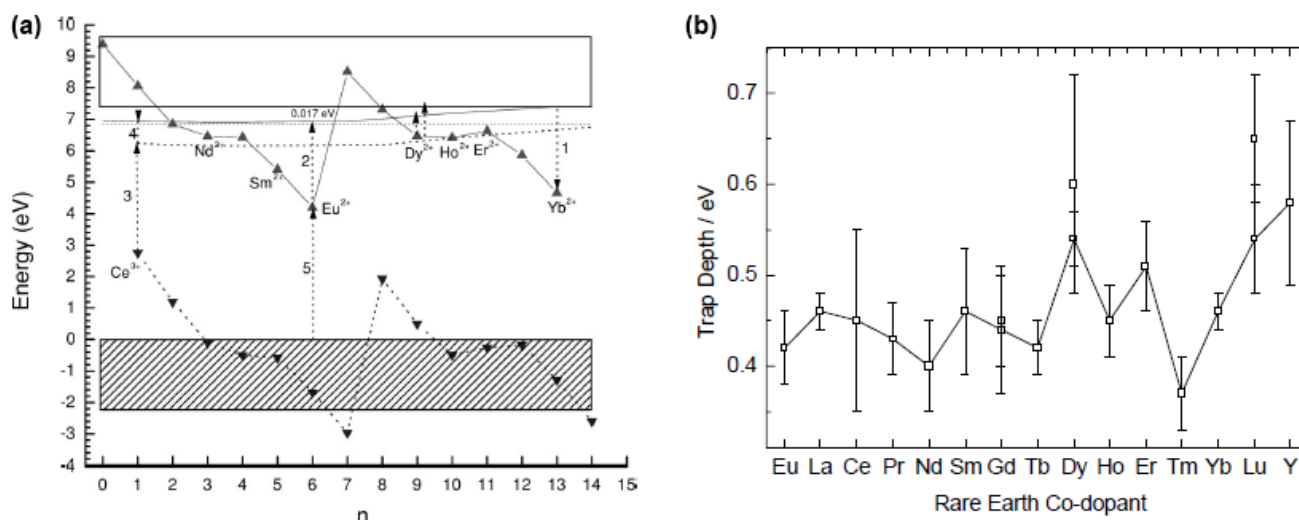 (a)
Energy (eV)
10
9
8
7
6
5
4
3
2
1
0
-1
-2
-3
-4
0.017 eV
4
3
2
5
1
Nd²⁺
Sm²⁺
Eu²⁺
Dy²⁺
Ho²⁺
Er²⁺
Yb²⁺
Ce³⁺
0 1 2 3 4 5 6 7 8 9 10 11 12 13 14 15
n
(b)
Trap Depth / eV
0.7
0.6
0.5
0.4
Eu La Ce Pr Nd Sm Gd Tb Dy Ho Er Tm Yb Lu Y
Rare Earth Co-dopant